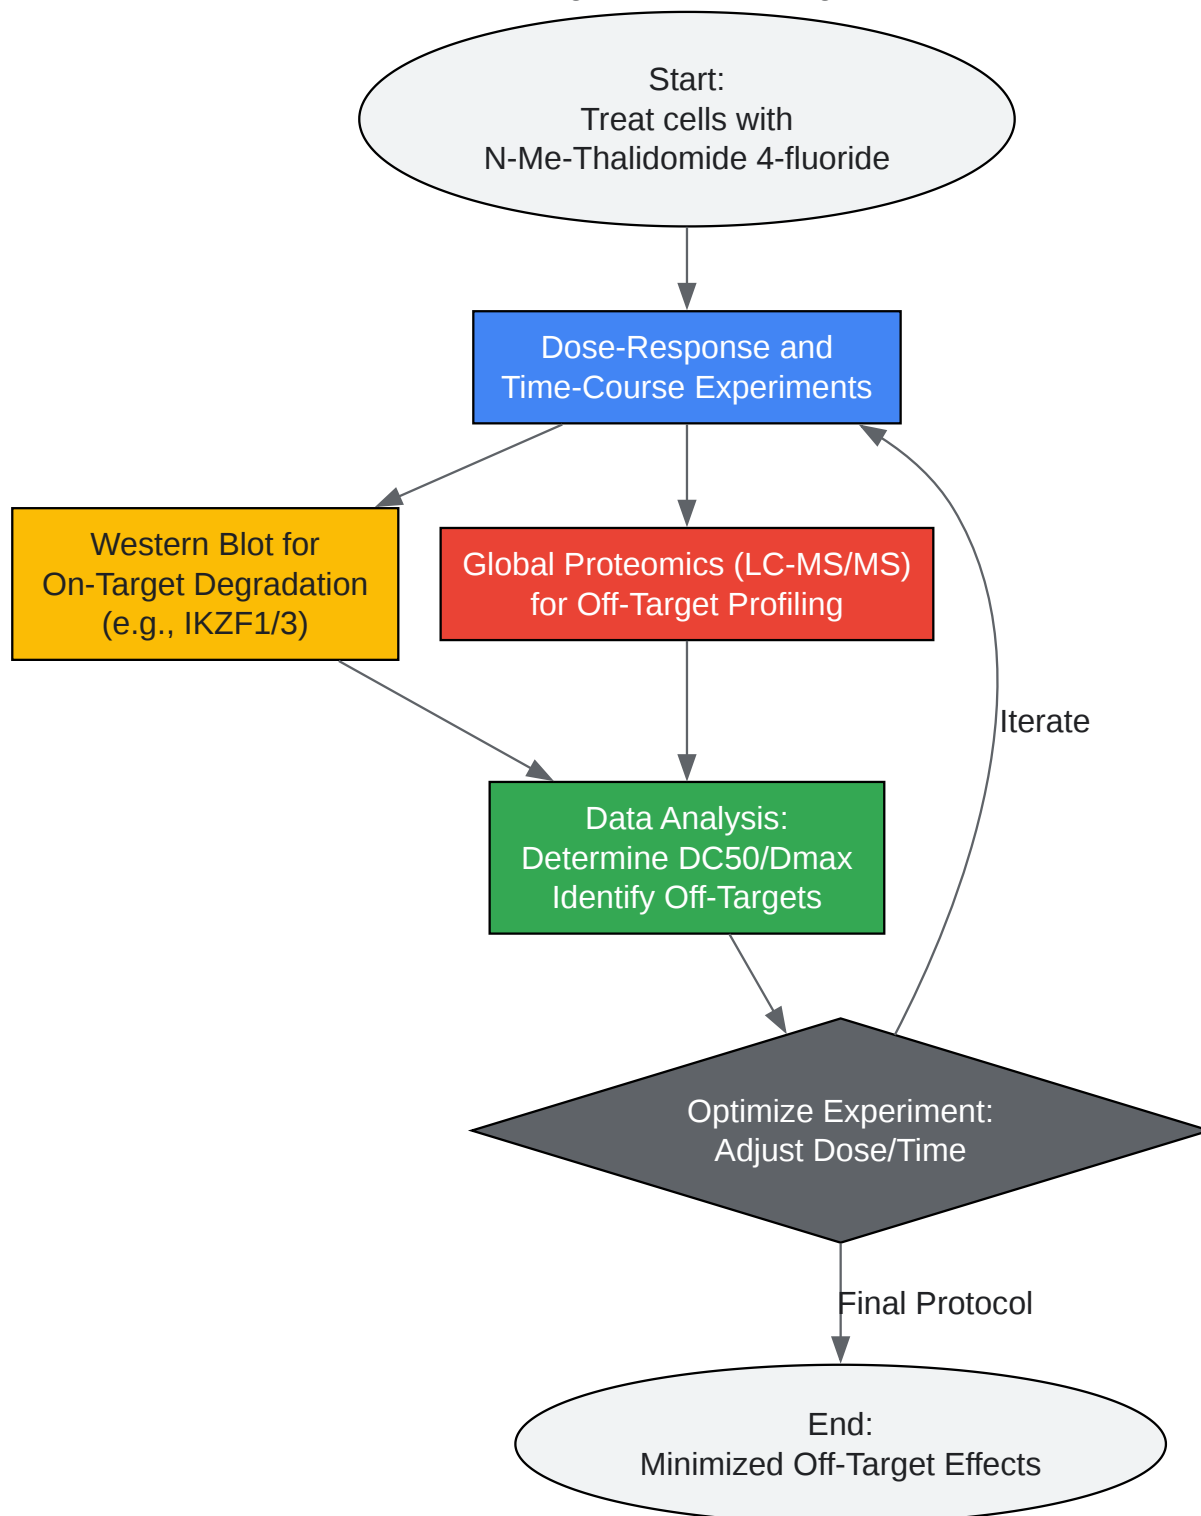 Start:
Treat cells with
N-Me-Thalidomide 4-fluoride
Dose-Response and
Time-Course Experiments
Western Blot for
On-Target Degradation
(e.g., IKZF1/3)
Global Proteomics (LC-MS/MS)
for Off-Target Profiling
Iterate
Data Analysis:
Determine DC50/Dmax
Identify Off-Targets
Optimize Experiment:
Adjust Dose/Time
Final Protocol
End:
Minimized Off-Target Effects